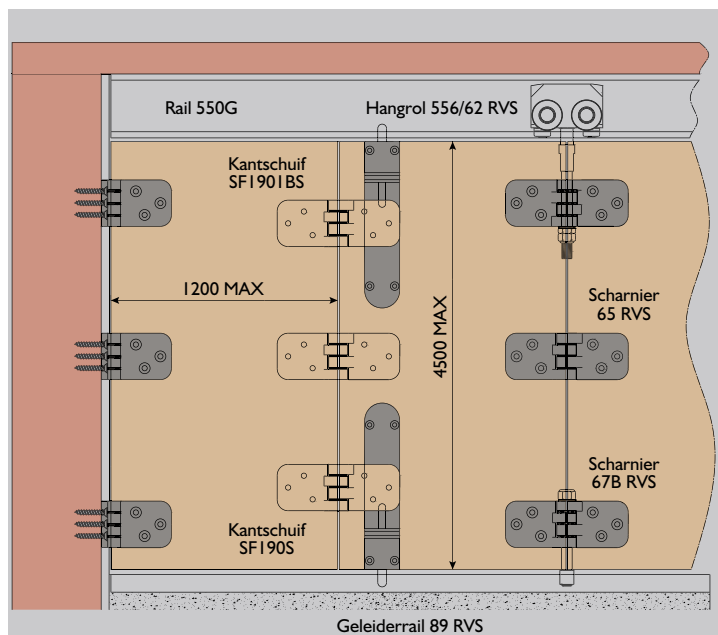 Rail 550G
Hangrol 556/62 RVS
Kantschuif
SF1901BS
1200 MAX
4500 MAX
Scharnier
65 RVS
Scharnier
67B RVS
Kantschuif
SF190S
Geleiderrail 89 RVS